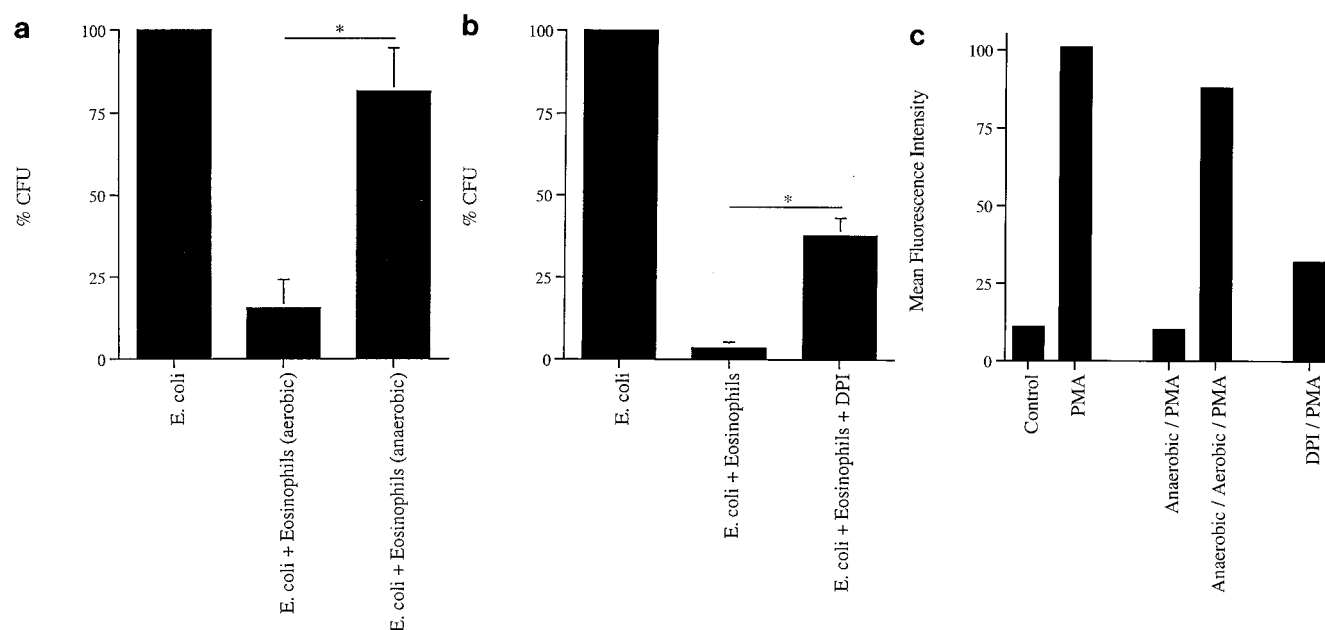 a
% CFU
100
75
50
25
0
*
E. coli
E. coli + Eosinophils (aerobic)
E. coli + Eosinophils (anaerobic)
b
% CFU
100
75
50
25
0
*
E. coli
E. coli + Eosinophils
E. coli + Eosinophils + DPI
c
Mean Fluorescence Intensity
100
75
50
25
0
Control
PMA
Anaerobic / PMA
Anaerobic / Aerobic / PMA
DPI / PMA